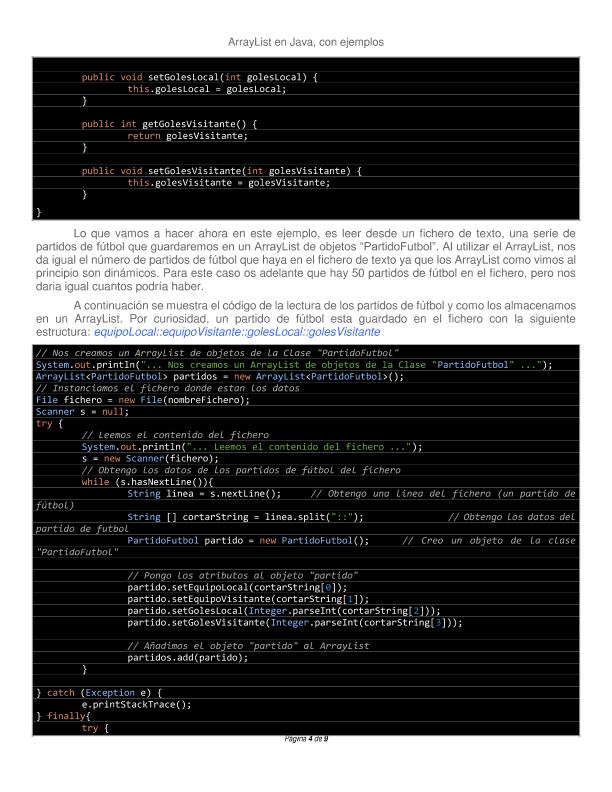 ArrayList en Java, con ejemplos
public void setGolesLocal(int golesLocal) {
this.golesLocal = golesLocal;
}
public int getGolesVisitante() {
return golesVisitante;
}
public void setGolesVisitante(int golesVisitante) {
this.golesVisitante = golesVisitante;
}
}
Lo que vamos a hacer ahora en este ejemplo, es leer desde un fichero de texto, una serie de
partidos de fútbol que guardaremos en un ArrayList de objetos "PartidoFutbol". Al utilizar el ArrayList, nos
da igual el número de partidos de futbol que haya en el fichero de texto ya que los ArrayList como vimos al
principio son dinámicos. Para este caso os adelante que hay 50 partidos de fútbol en el fichero, pero nos
daria igual cuantos podría haber.
A continuación se muestra el código de la lectura de los partidos de fútbol y como los almacenamos
en un ArrayList. Por curiosidad, un partido de fútbol esta guardado en el fichero con la siguiente
estructura: equipoLocal::equipoVisitante::golesLocal::golesVisitante
// Nos creamos un ArrayList de objetos de la Clase "PartidoFutbol"
System.out.println("... Nos creamos un ArrayList de objetos de la Clase "PartidoFutbol" ...");
ArrayList<PartidoFutbol> partidos = new ArrayList<PartidoFutbol>();
// Instanciamos el fichero donde estan los datos
File fichero = new File(nombreFichero);
Scanner s = null;
try {
// Leemos el contenido del fichero
System.out.println("... Leemos el contenido del fichero ...");
s = new Scanner(fichero);
// Obtengo los datos de los partidos de fútbol del fichero
while (s.hasNextLine()){
String linea = s.nextLine(); // Obtengo una linea del fichero (un partido de
fútbol)
String [] cortarString = linea.split("::"); // Obtengo los datos del
partido de futbol
PartidoFutbol partido = new PartidoFutbol(); // Creo un objeto de la clase
"PartidoFutbol"
// Pongo los atributos al objeto "partido"
partido.setEquipoLocal(cortarString[0]);
partido.setEquipoVisitante(cortarString[1]);
partido.setGolesLocal(Integer.parseInt(cortarString[2]));
partido.setGolesVisitante(Integer.parseInt(cortarString[3]));
// Añadimos el objeto "partido" al ArrayList
partidos.add(partido);
}
} catch (Exception e) {
e.printStackTrace();
} finally{
try {
Página 4 de 9